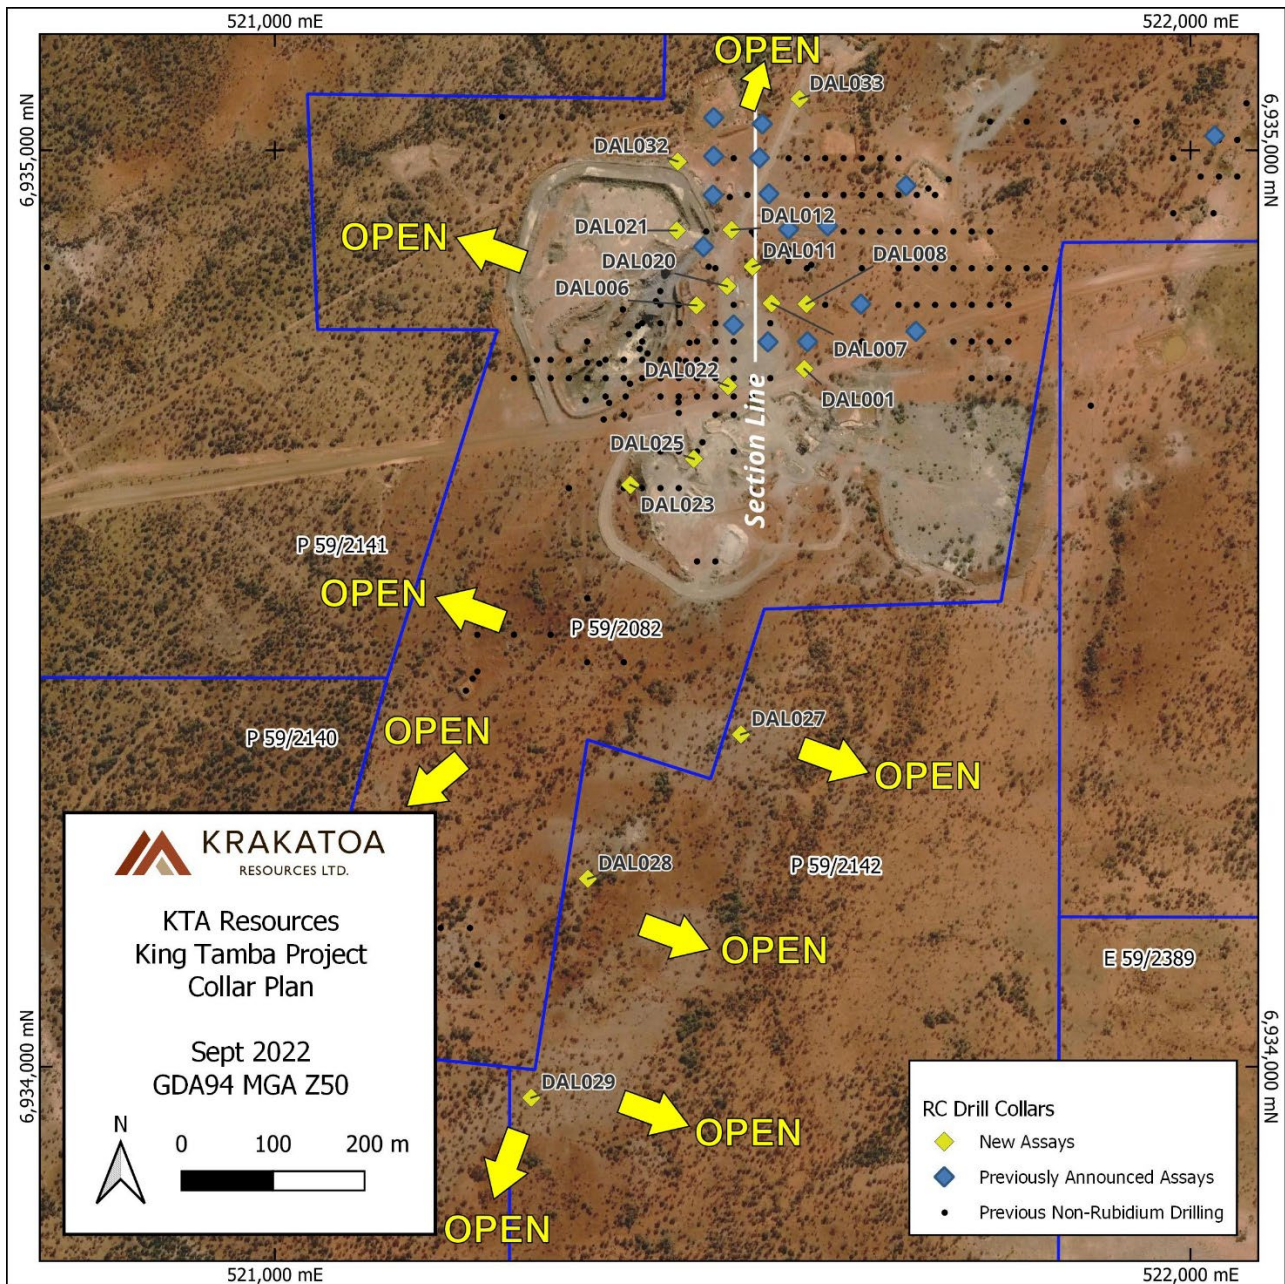 521,000 mE
522,000 mE
6,935,000 mN
6,935,000 mN
OPEN
DAL033
DAL032
DAL012
DAL021
OPEN
DAL011
DAL008
DAL020
DAL006
DAL007
DAL022
DAL001
Section Line
DAL025
DAL023
P 59/2141
OPEN
P 59/2082
DAL027
OPEN
P 59/2140
OPEN
DAL028
P 59/2142
OPEN
E 59/2389
DAL029
OPEN
OPEN
6,934,000 mN
6,934,000 mN
KRAKATOA
RESOURCES LTD.
KTA Resources
King Tamba Project
Collar Plan
Sept 2022
GDA94 MGA Z50
N
0 100 200 m
RC Drill Collars
New Assays
Previously Announced Assays
Previous Non-Rubidium Drilling
521,000 mE
522,000 mE